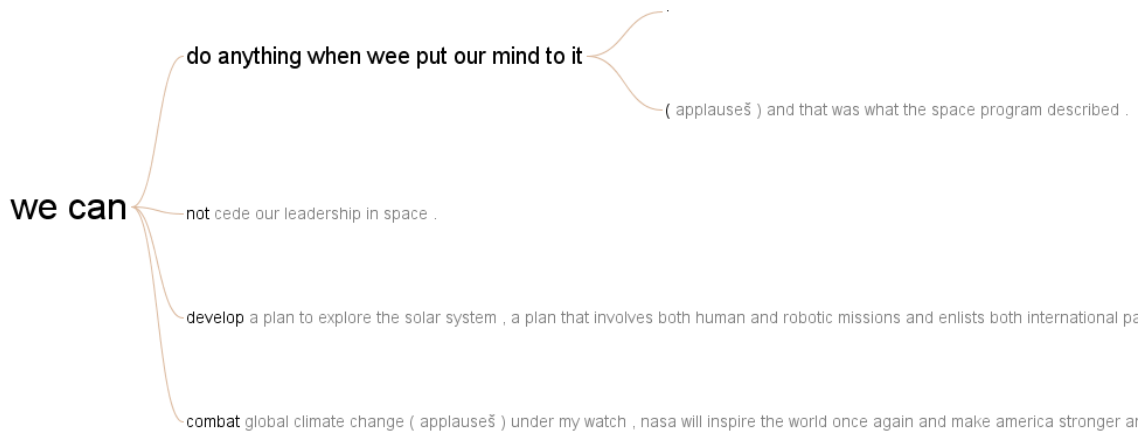 .
do anything when wee put our mind to it
( applauseš ) and that was what the space program described .
we can
not cede our leadership in space .
develop a plan to explore the solar system , a plan that involves both human and robotic missions and enlists both international pa
combat global climate change ( applauseš ) under my watch , nasa will inspire the world once again and make america stronger a